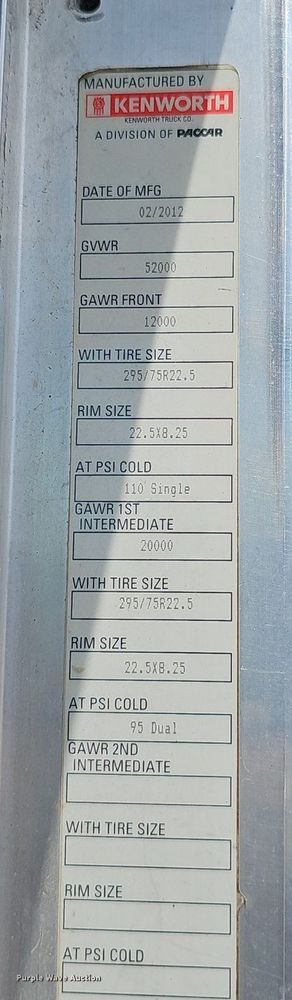 MANUFACTURED BY
KENWORTH
KENWORTH TRUCK CO.
A DIVISION OF PACCAR
DATE OF MFG
02/2012
GVWR
52000
GAWR FRONT
12000
WITH TIRE SIZE
295/75R22.5
RIM SIZE
22.5X8.25
AT PSI COLD
110 Single
GAWR 1ST
INTERMEDIATE
20000
WITH TIRE SIZE
295/75R22.5
RIM SIZE
22.5X8.25
AT PSI COLD
95 Dual
GAWR 2ND
INTERMEDIATE
WITH TIRE SIZE
RIM SIZE
AT PSI COLD
Purple Wave Auction